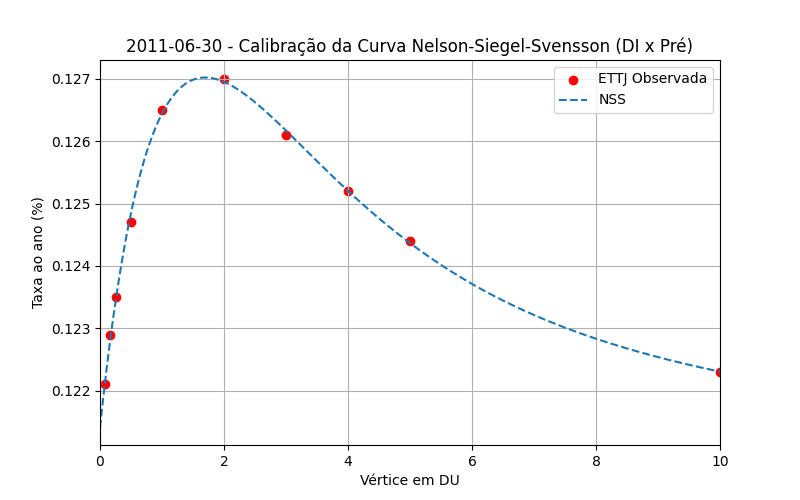 2011-06-30 - Calibração da Curva Nelson-Siegel-Svensson (DI x Pré)
ETTJ Observada
NSS
Taxa ao ano (%)
0.127
0.126
0.125
0.124
0.123
0.122
0 2 4 6 8 10
Vértice em DU